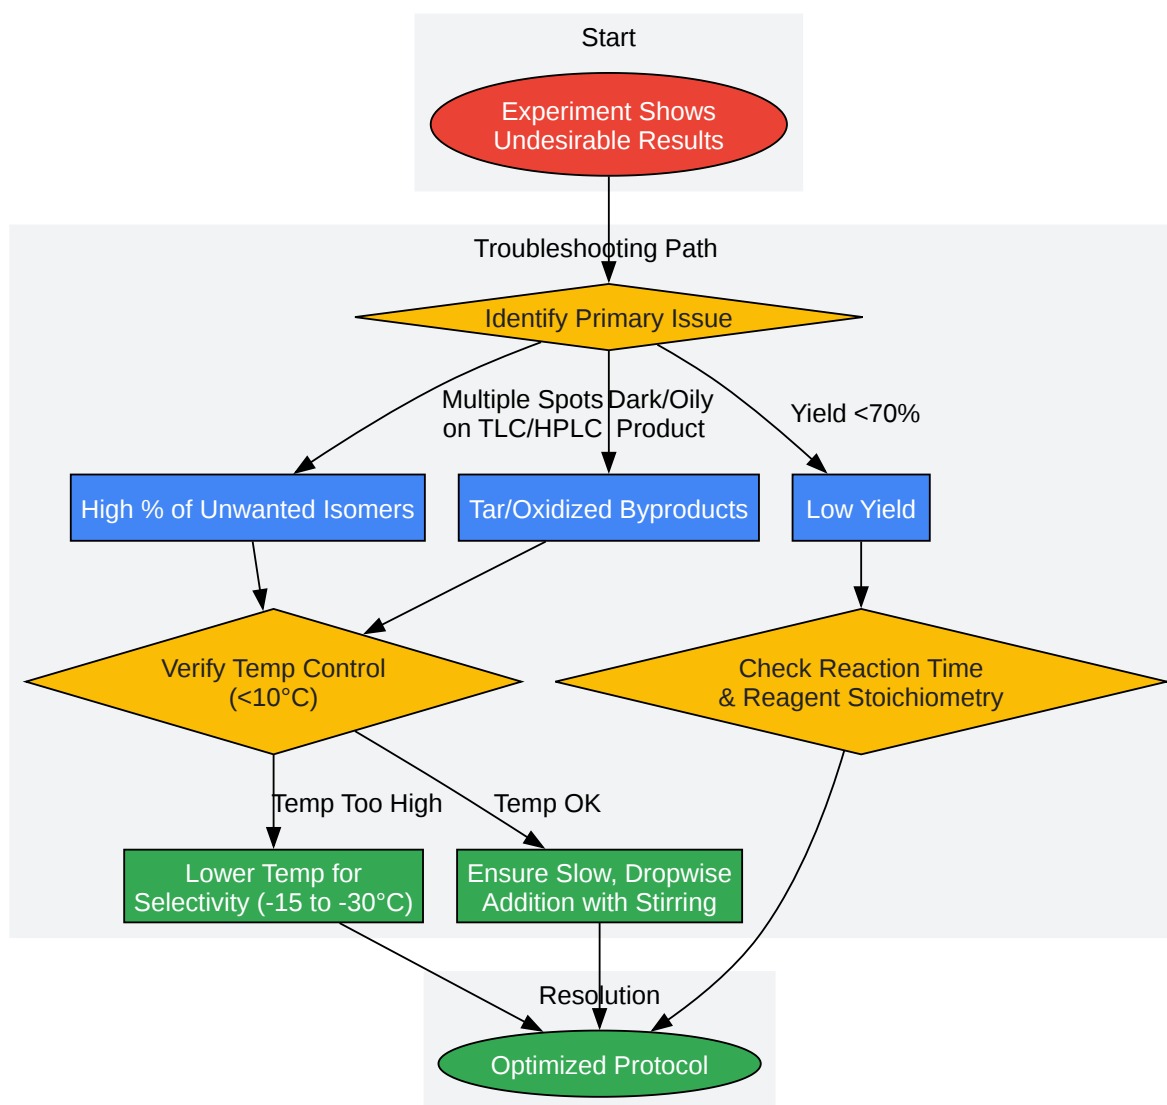 Start
Experiment Shows
Undesirable Results
Troubleshooting Path
Identify Primary Issue
Multiple Spots
on TLC/HPLC
Dark/Oily
Product
Yield <70%
High % of Unwanted Isomers
Tar/Oxidized Byproducts
Low Yield
Verify Temp Control
(<10°C)
Check Reaction Time
& Reagent Stoichiometry
Temp Too High
Temp OK
Lower Temp for
Selectivity (-15 to -30°C)
Ensure Slow, Dropwise
Addition with Stirring
Resolution
Optimized Protocol